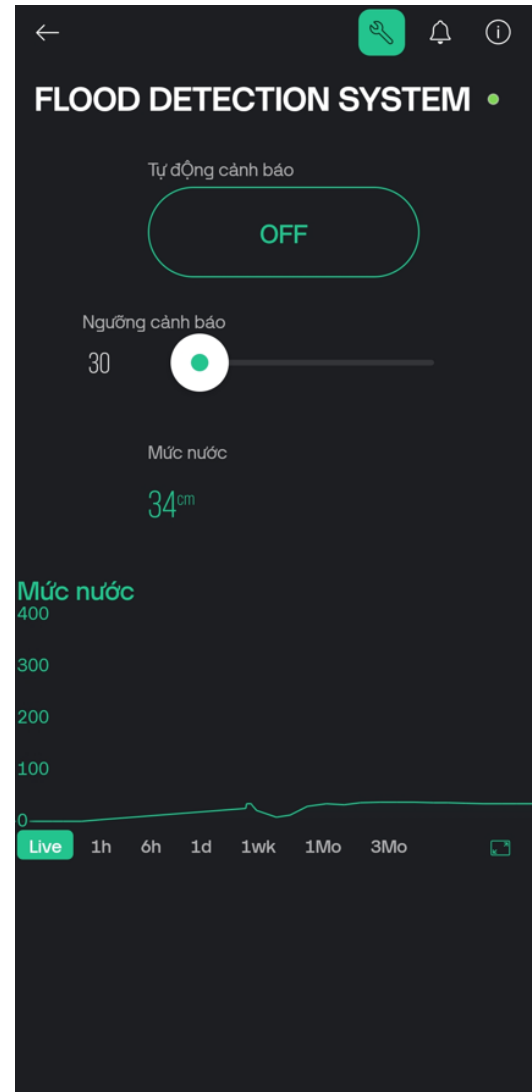 FLOOD DETECTION SYSTEM
Tự động cảnh báo
OFF
Ngưỡng cảnh báo
30
Mức nước
34cm
Mức nước
400
300
200
100
0
Live 1h 6h 1d 1wk 1Mo 3Mo